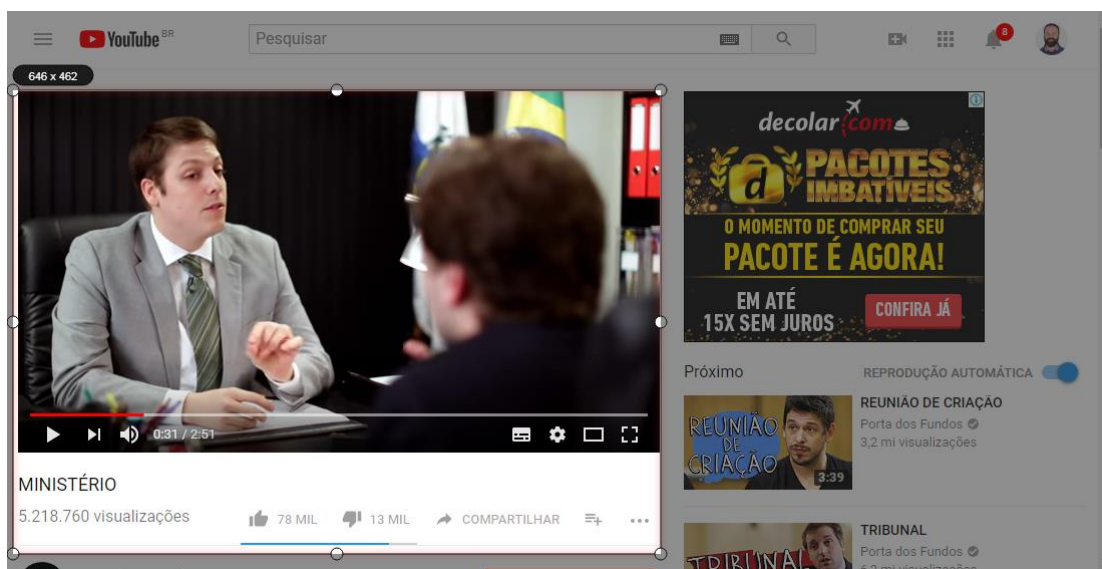 YouTube BR
Pesquisar
8
646 x 462
0:31 / 2:51
MINISTÉRIO
5.218.760 visualizações
78 MIL
13 MIL
COMPARTILHAR
decolar.com
d
PACOTES
IMBATÍVEIS
O MOMENTO DE COMPRAR SEU
PACOTE É AGORA!
EM ATÉ
15X SEM JUROS
CONFIRA JÁ
Próximo
REPRODUÇÃO AUTOMÁTICA
REUNIÃO
DE
CRIAÇÃO
3:39
REUNIÃO DE CRIAÇÃO
Porta dos Fundos
3,2 mi visualizações
TRIBUNAL
TRIBUNAL
Porta dos Fundos